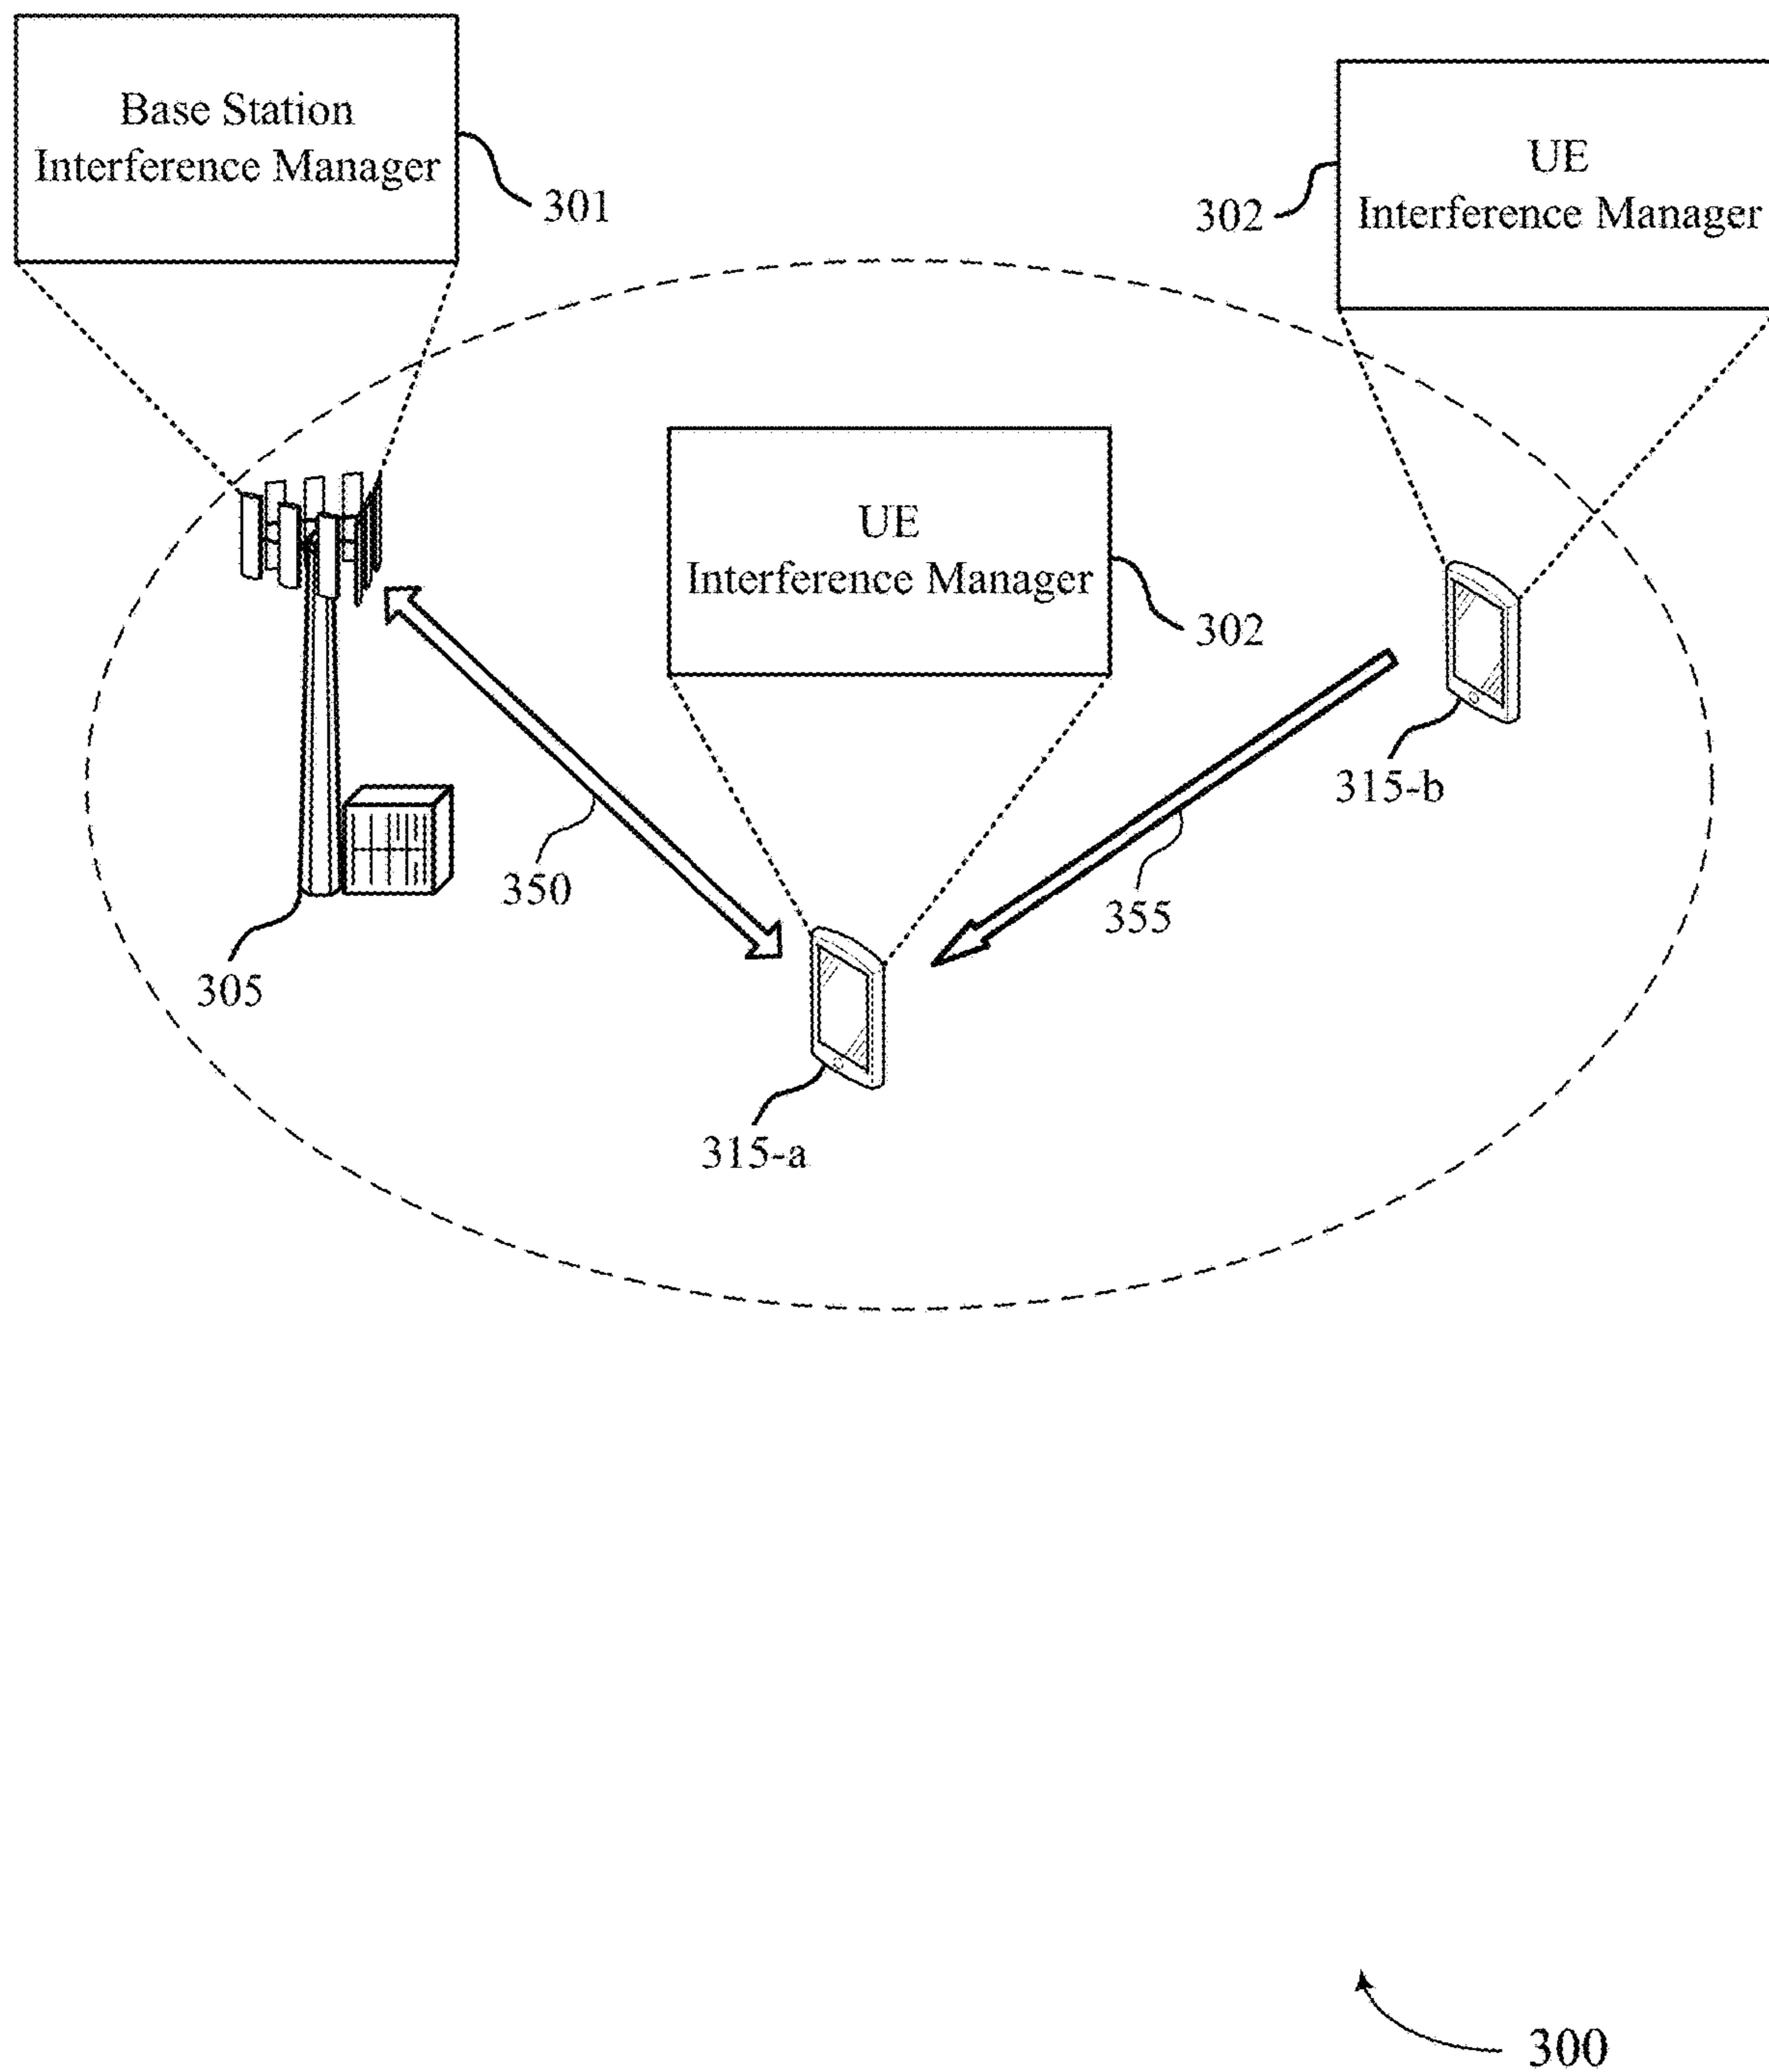 Base Station
Interference Manager
301
UE
Interference Manager
302
UE
Interference Manager
302
315-b
350
355
305
315-a
300